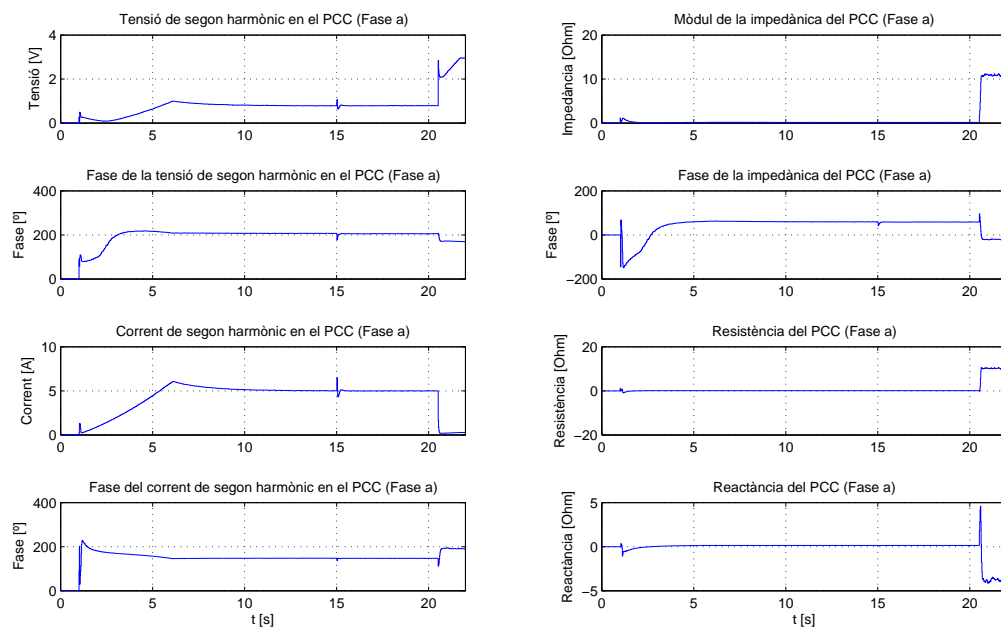 Tensió de segon harmònic en el PCC (Fase a)
Tensió [V]
4
2
0
0 5 10 15 20
Fase de la tensió de segon harmònic en el PCC (Fase a)
Fase [º]
400
200
0
0 5 10 15 20
Corrent de segon harmònic en el PCC (Fase a)
Corrent [A]
10
5
0
0 5 10 15 20
Fase del corrent de segon harmònic en el PCC (Fase a)
Fase [º]
400
200
0
0 5 10 15 20
t [s]
Mòdul de la impedànica del PCC (Fase a)
Impedància [Ohm]
20
10
0
0 5 10 15 20
Fase de la impedànica del PCC (Fase a)
Fase [º]
200
0
−200
0 5 10 15 20
Resistència del PCC (Fase a)
Resistència [Ohm]
20
0
−20
0 5 10 15 20
Reactància del PCC (Fase a)
Reactància [Ohm]
5
0
−5
0 5 10 15 20
t [s]